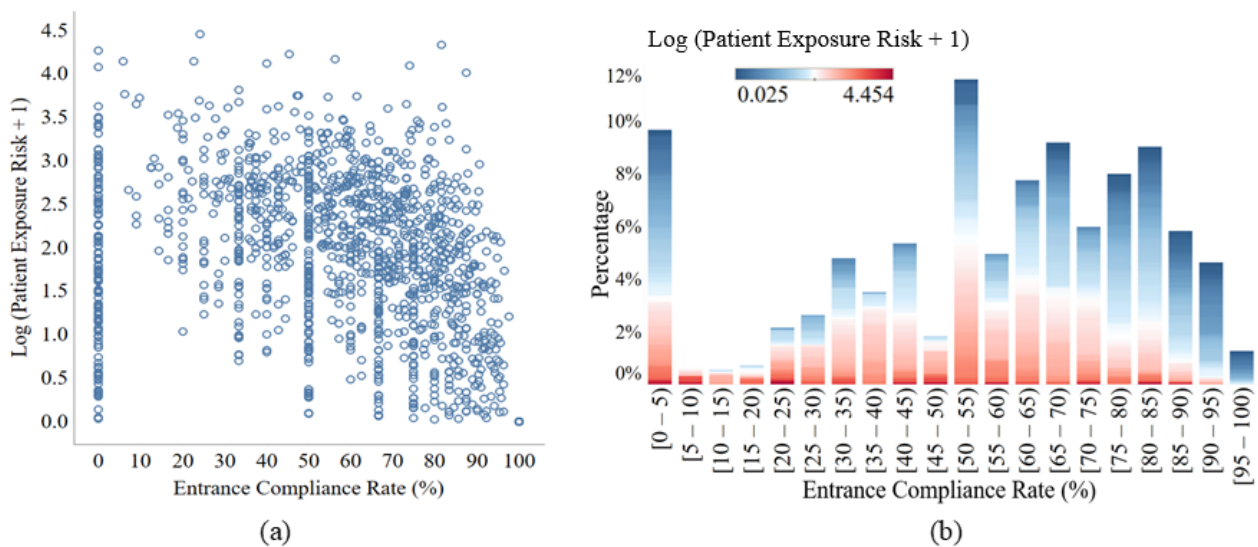 4.5
4.0
3.5
3.0
2.5
2.0
1.5
1.0
0.5
0.0
Log (Patient Exposure Risk + 1)
0 10 20 30 40 50 60 70 80 90 100
Entrance Compliance Rate (%)
(a)
Log (Patient Exposure Risk + 1)
0.025 4.454
12%
10%
8%
6%
4%
2%
0%
Percentage
[0 – 5)
[5 – 10)
[10 – 15)
[15 – 20)
[20 – 25)
[25 – 30)
[30 – 35)
[35 – 40)
[40 – 45)
[45 – 50)
[50 – 55)
[55 – 60)
[60 – 65)
[65 – 70)
[70 – 75)
[75 – 80)
[80 – 85)
[85 – 90)
[90 – 95)
[95 – 100)
Entrance Compliance Rate (%)
(b)